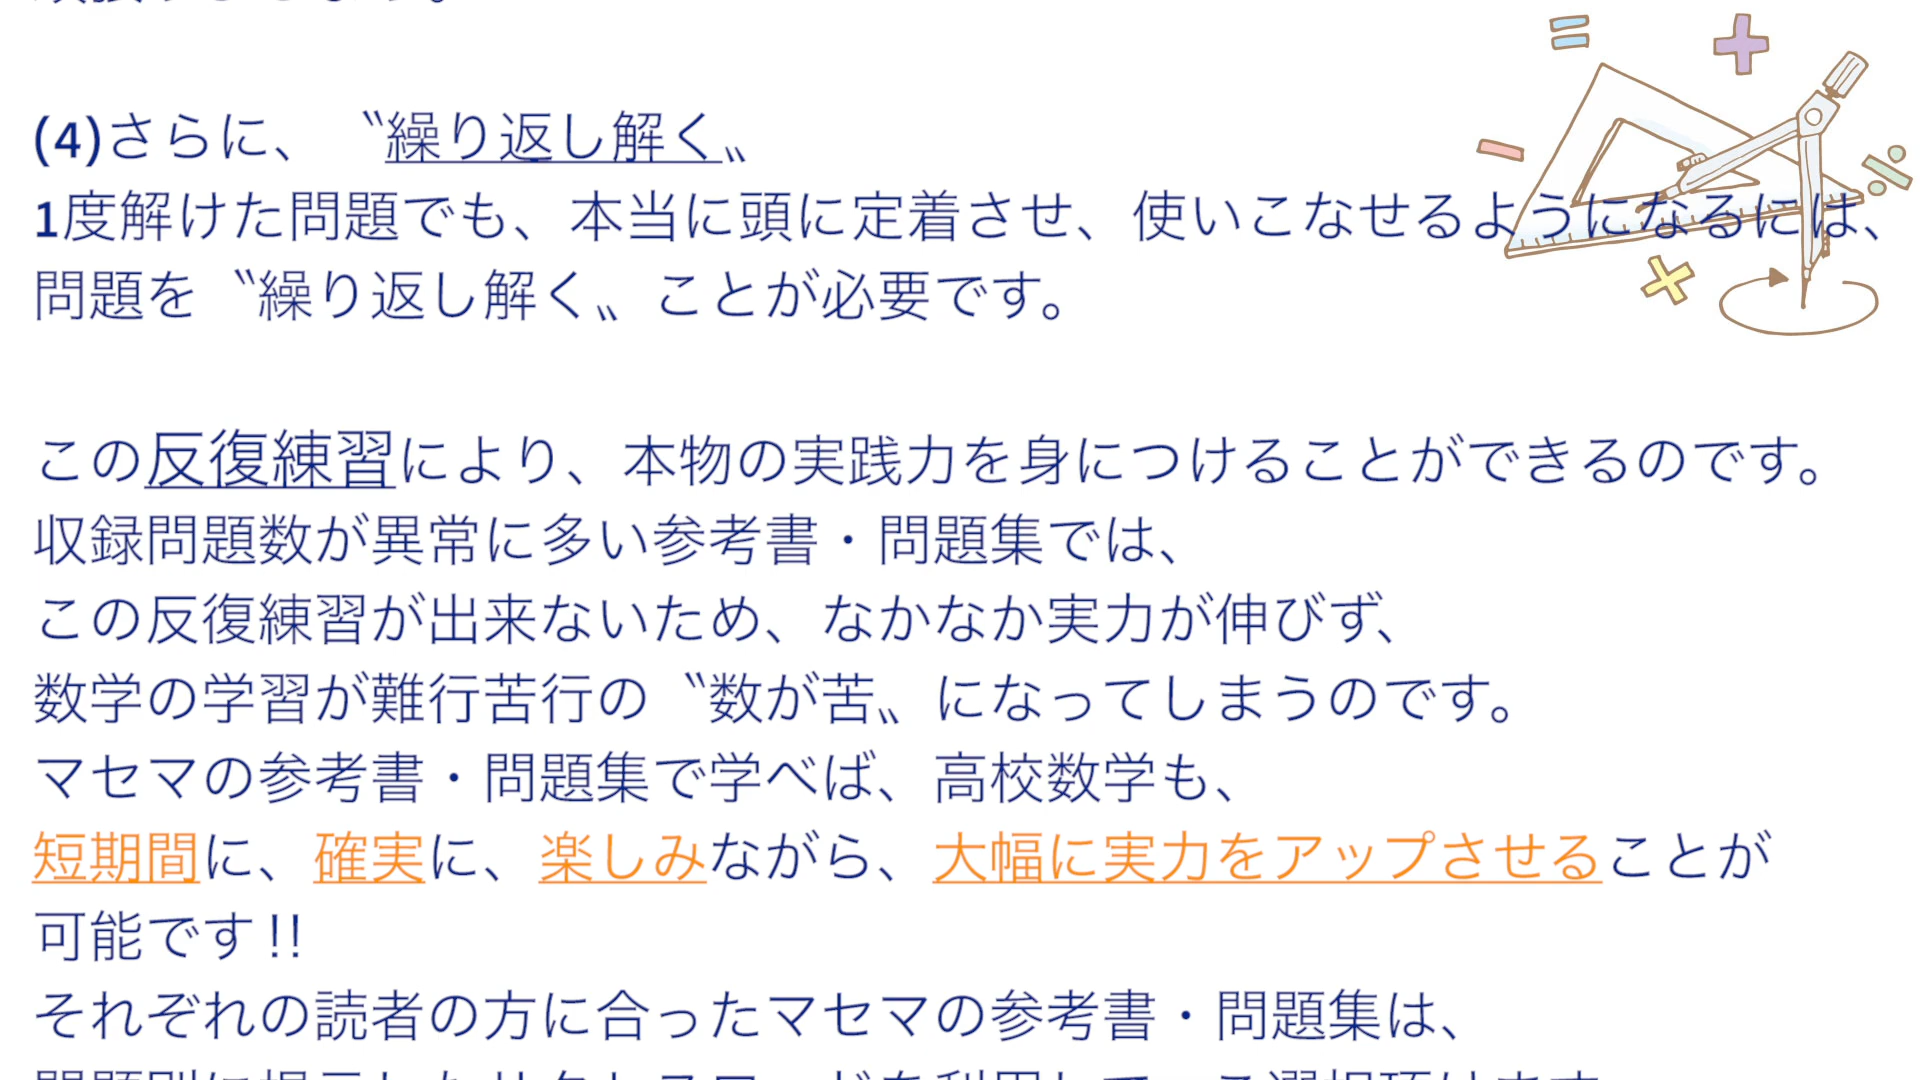 (4)さらに、〝繰り返し解く〟
1度解けた問題でも、本当に頭に定着させ、使いこなせるようになるには、
問題を〝繰り返し解く〟ことが必要です。
この反復練習により、本物の実践力を身につけることができるのです。
収録問題数が異常に多い参考書・問題集では、
この反復練習が出来ないため、なかなか実力が伸びず、
数学の学習が難行苦行の〝数が苦〟になってしまうのです。
マセマの参考書・問題集で学べば、高校数学も、
短期間に、確実に、楽しみながら、大幅に実力をアップさせることが
可能です!!
それぞれの読者の方に合ったマセマの参考書・問題集は、